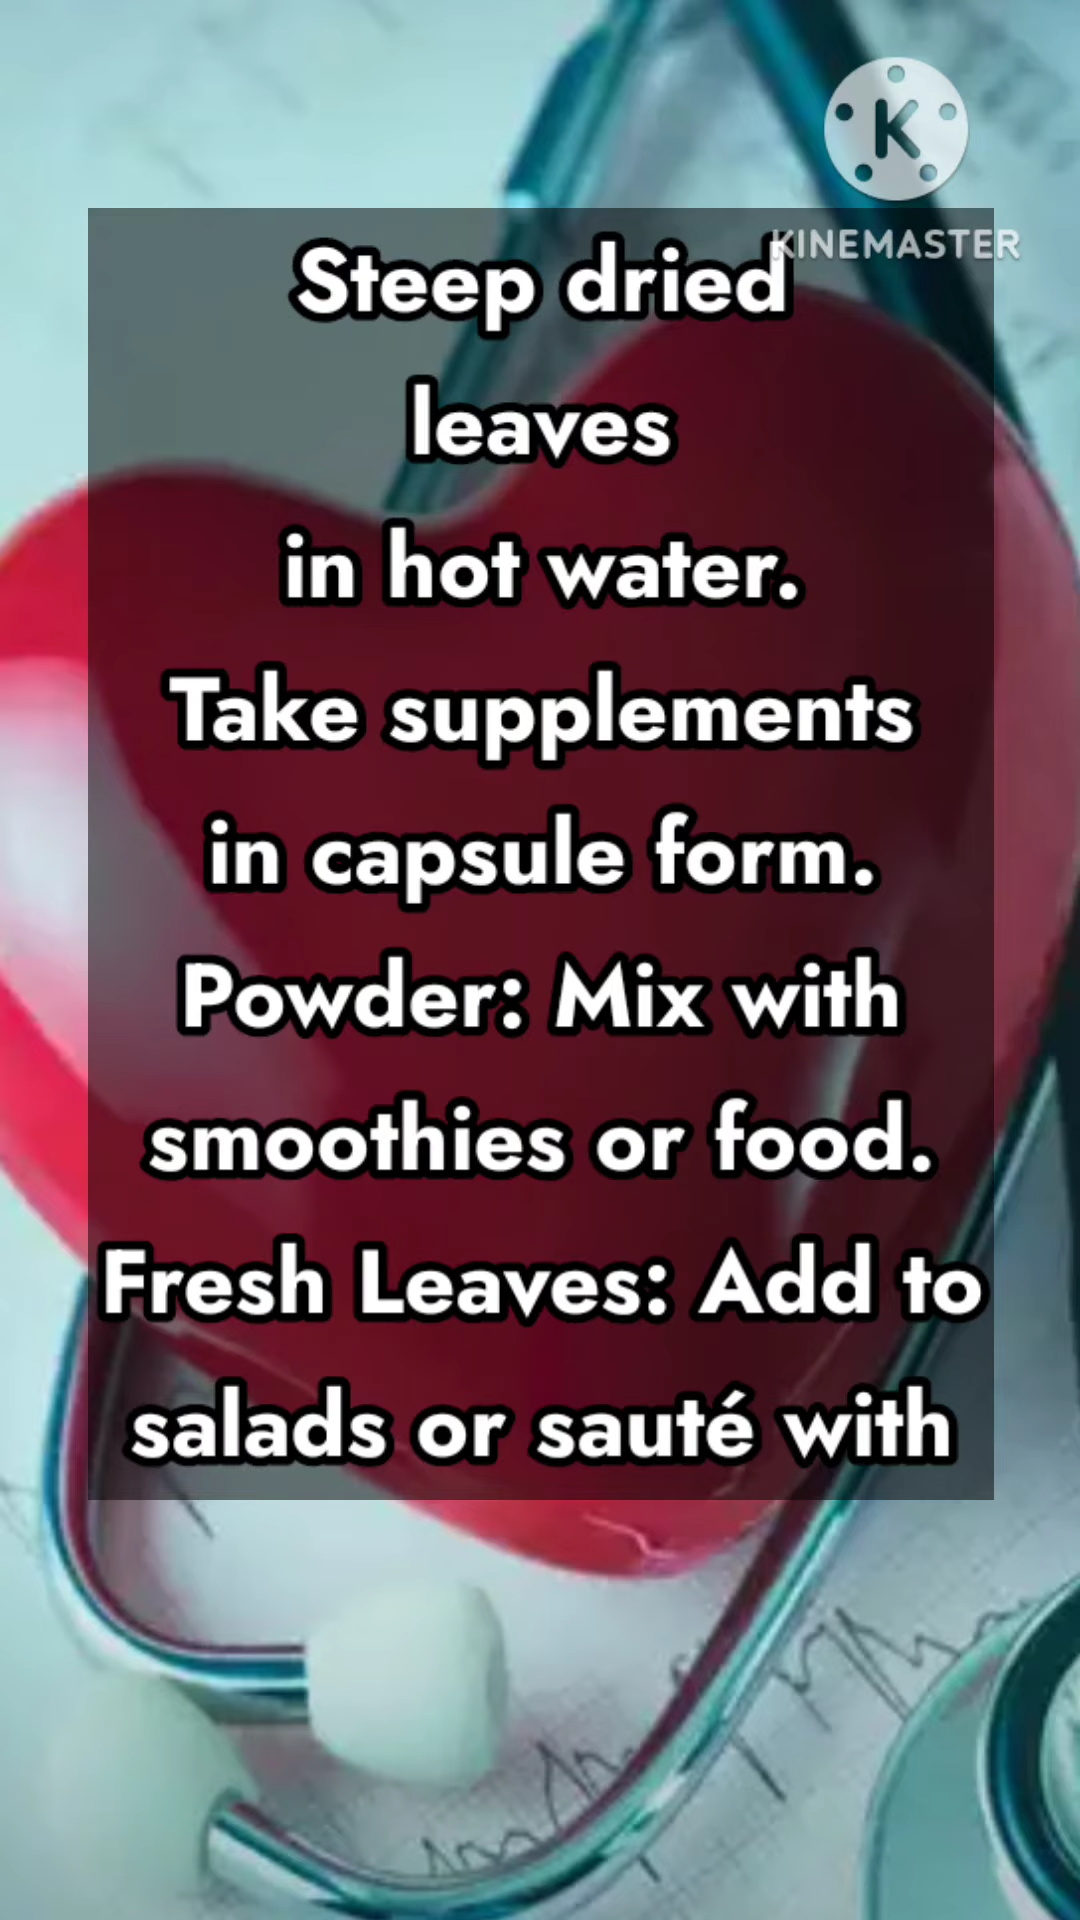 K
KINEMASTER
Steep dried
leaves
in hot water.
Take supplements
in capsule form.
Powder: Mix with
smoothies or food.
Fresh Leaves: Add to
salads or sauté with